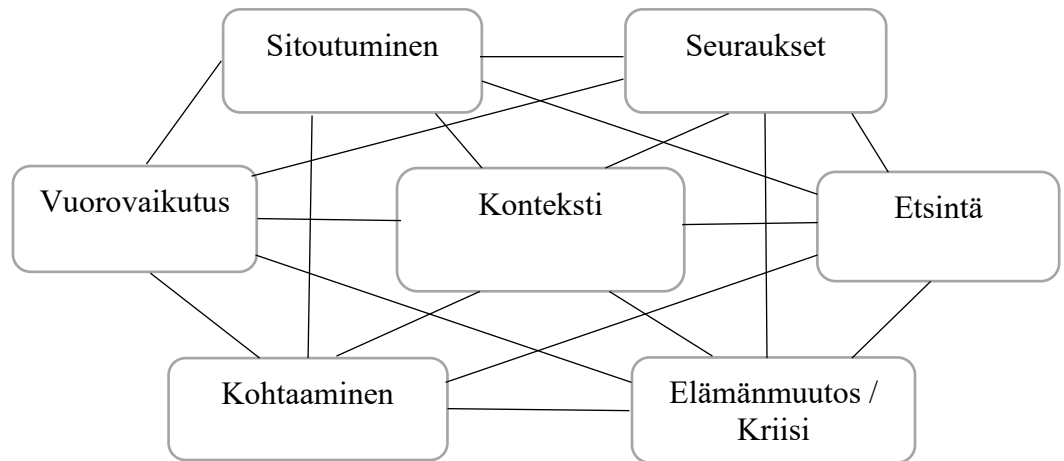 Sitoutuminen
Seuraukset
Vuorovaikutus
Konteksti
Etsintä
Kohtaaminen
Elämänmuutos /
Kriisi